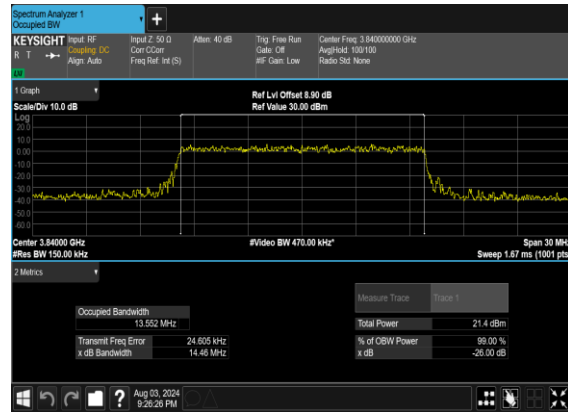 Spectrum Analyzer 1
Occupied BW
+
KEYSIGHT Input: RF Input Z: 50 Ω Atten: 40 dB Trig: Free Run Center Freq: 3.840000000 GHz
R T Coupling: DC Corr CCorr Gate: Off Avg|Hold: 100/100
Align: Auto Freq Ref: Int (S) #IF Gain: Low Radio Std: None
LU
1 Graph Ref Lvl Offset 8.90 dB
Scale/Div 10.0 dB Ref Value 30.00 dBm
Log
20.0
10.0
0.00
-10.0
-20.0
-30.0
-40.0
-50.0
-60.0
Center 3.84000 GHz #Video BW 470.00 kHz* Span 30 MHz
#Res BW 150.00 kHz Sweep 1.67 ms (1001 pts
2 Metrics
Measure Trace Trace 1
Occupied Bandwidth
13.552 MHz Total Power 21.4 dBm
Transmit Freq Error 24.605 kHz % of OBW Power 99.00 %
x dB Bandwidth 14.46 MHz x dB -26.00 dB
? Aug 03, 2024
9:26:26 PM